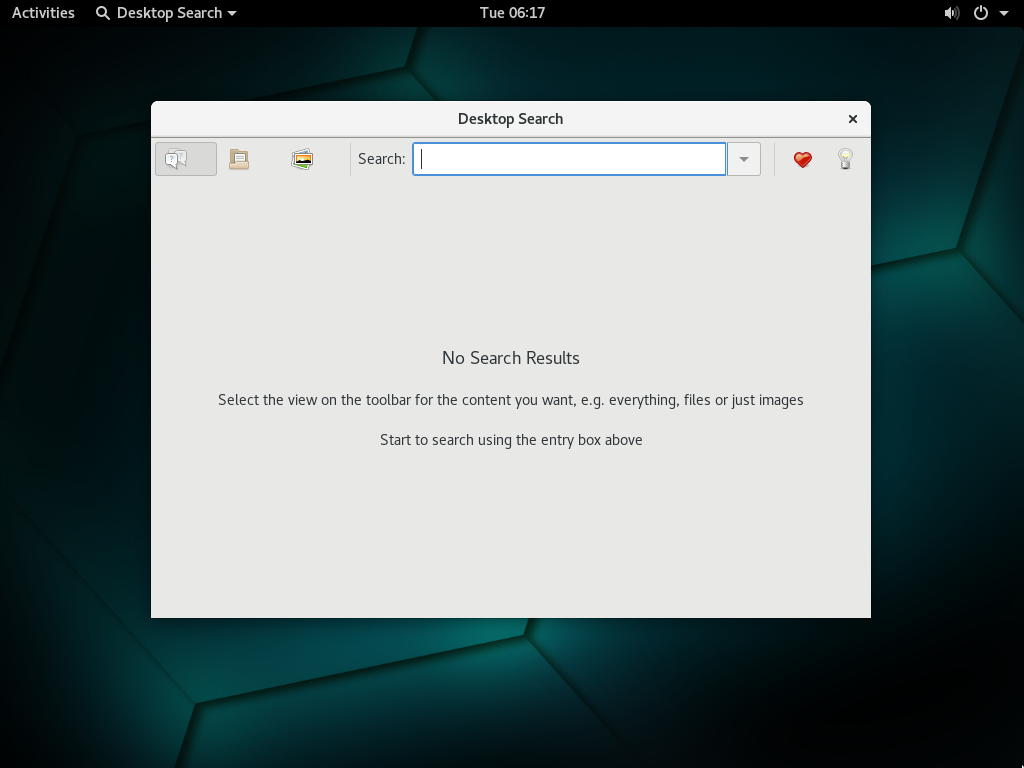 Activities Desktop Search Tue 06:17
Desktop Search
Search:
No Search Results
Select the view on the toolbar for the content you want, e.g. everything, files or just images
Start to search using the entry box above